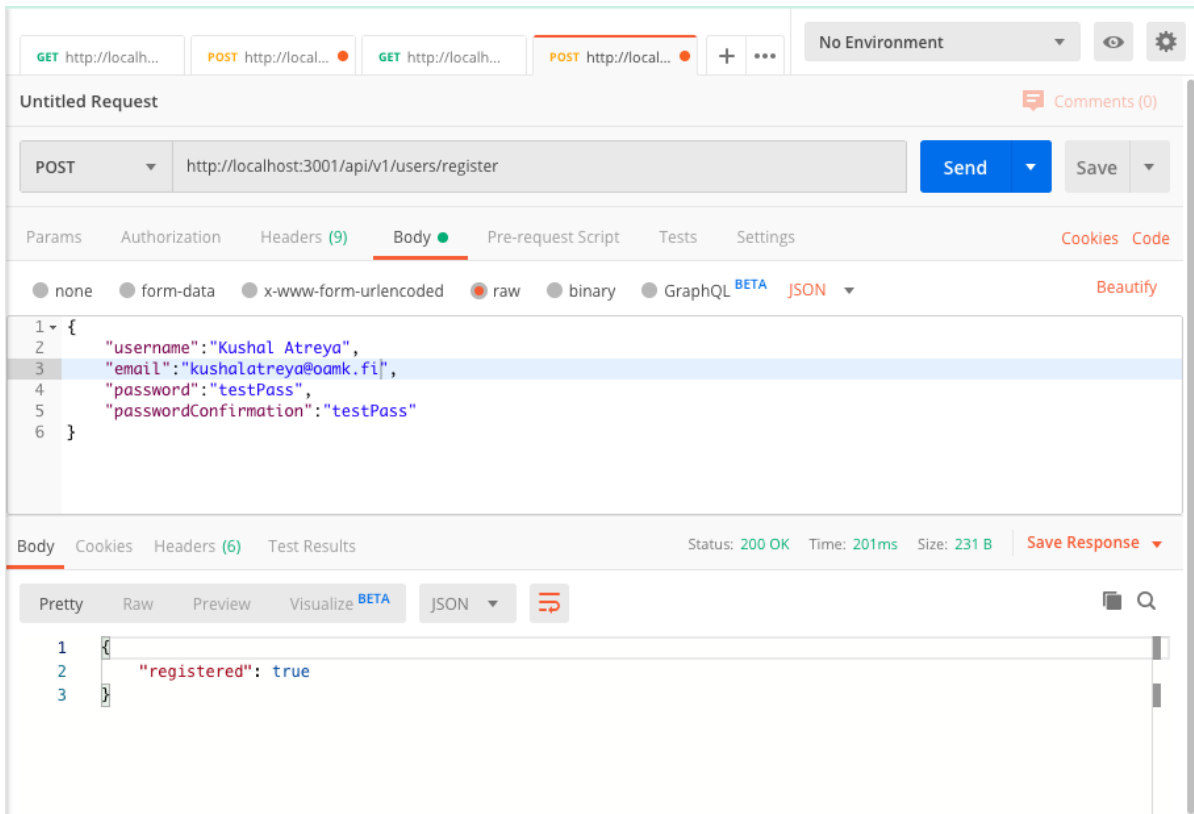 GET http://localh... POST http://local... GET http://localh... POST http://local... + ••• No Environment
Untitled Request Comments (0)
POST http://localhost:3001/api/v1/users/register Send Save
Params Authorization Headers (9) Body Pre-request Script Tests Settings Cookies Code
none form-data x-www-form-urlencoded raw binary GraphQL BETA JSON Beautify
1 {
2 "username":"Kushal Atreya",
3 "email":"kushalatreya@oamk.fi",
4 "password":"testPass",
5 "passwordConfirmation":"testPass"
6 }
Body Cookies Headers (6) Test Results Status: 200 OK Time: 201ms Size: 231 B Save Response
Pretty Raw Preview Visualize BETA JSON
1 {
2 "registered": true
3 }